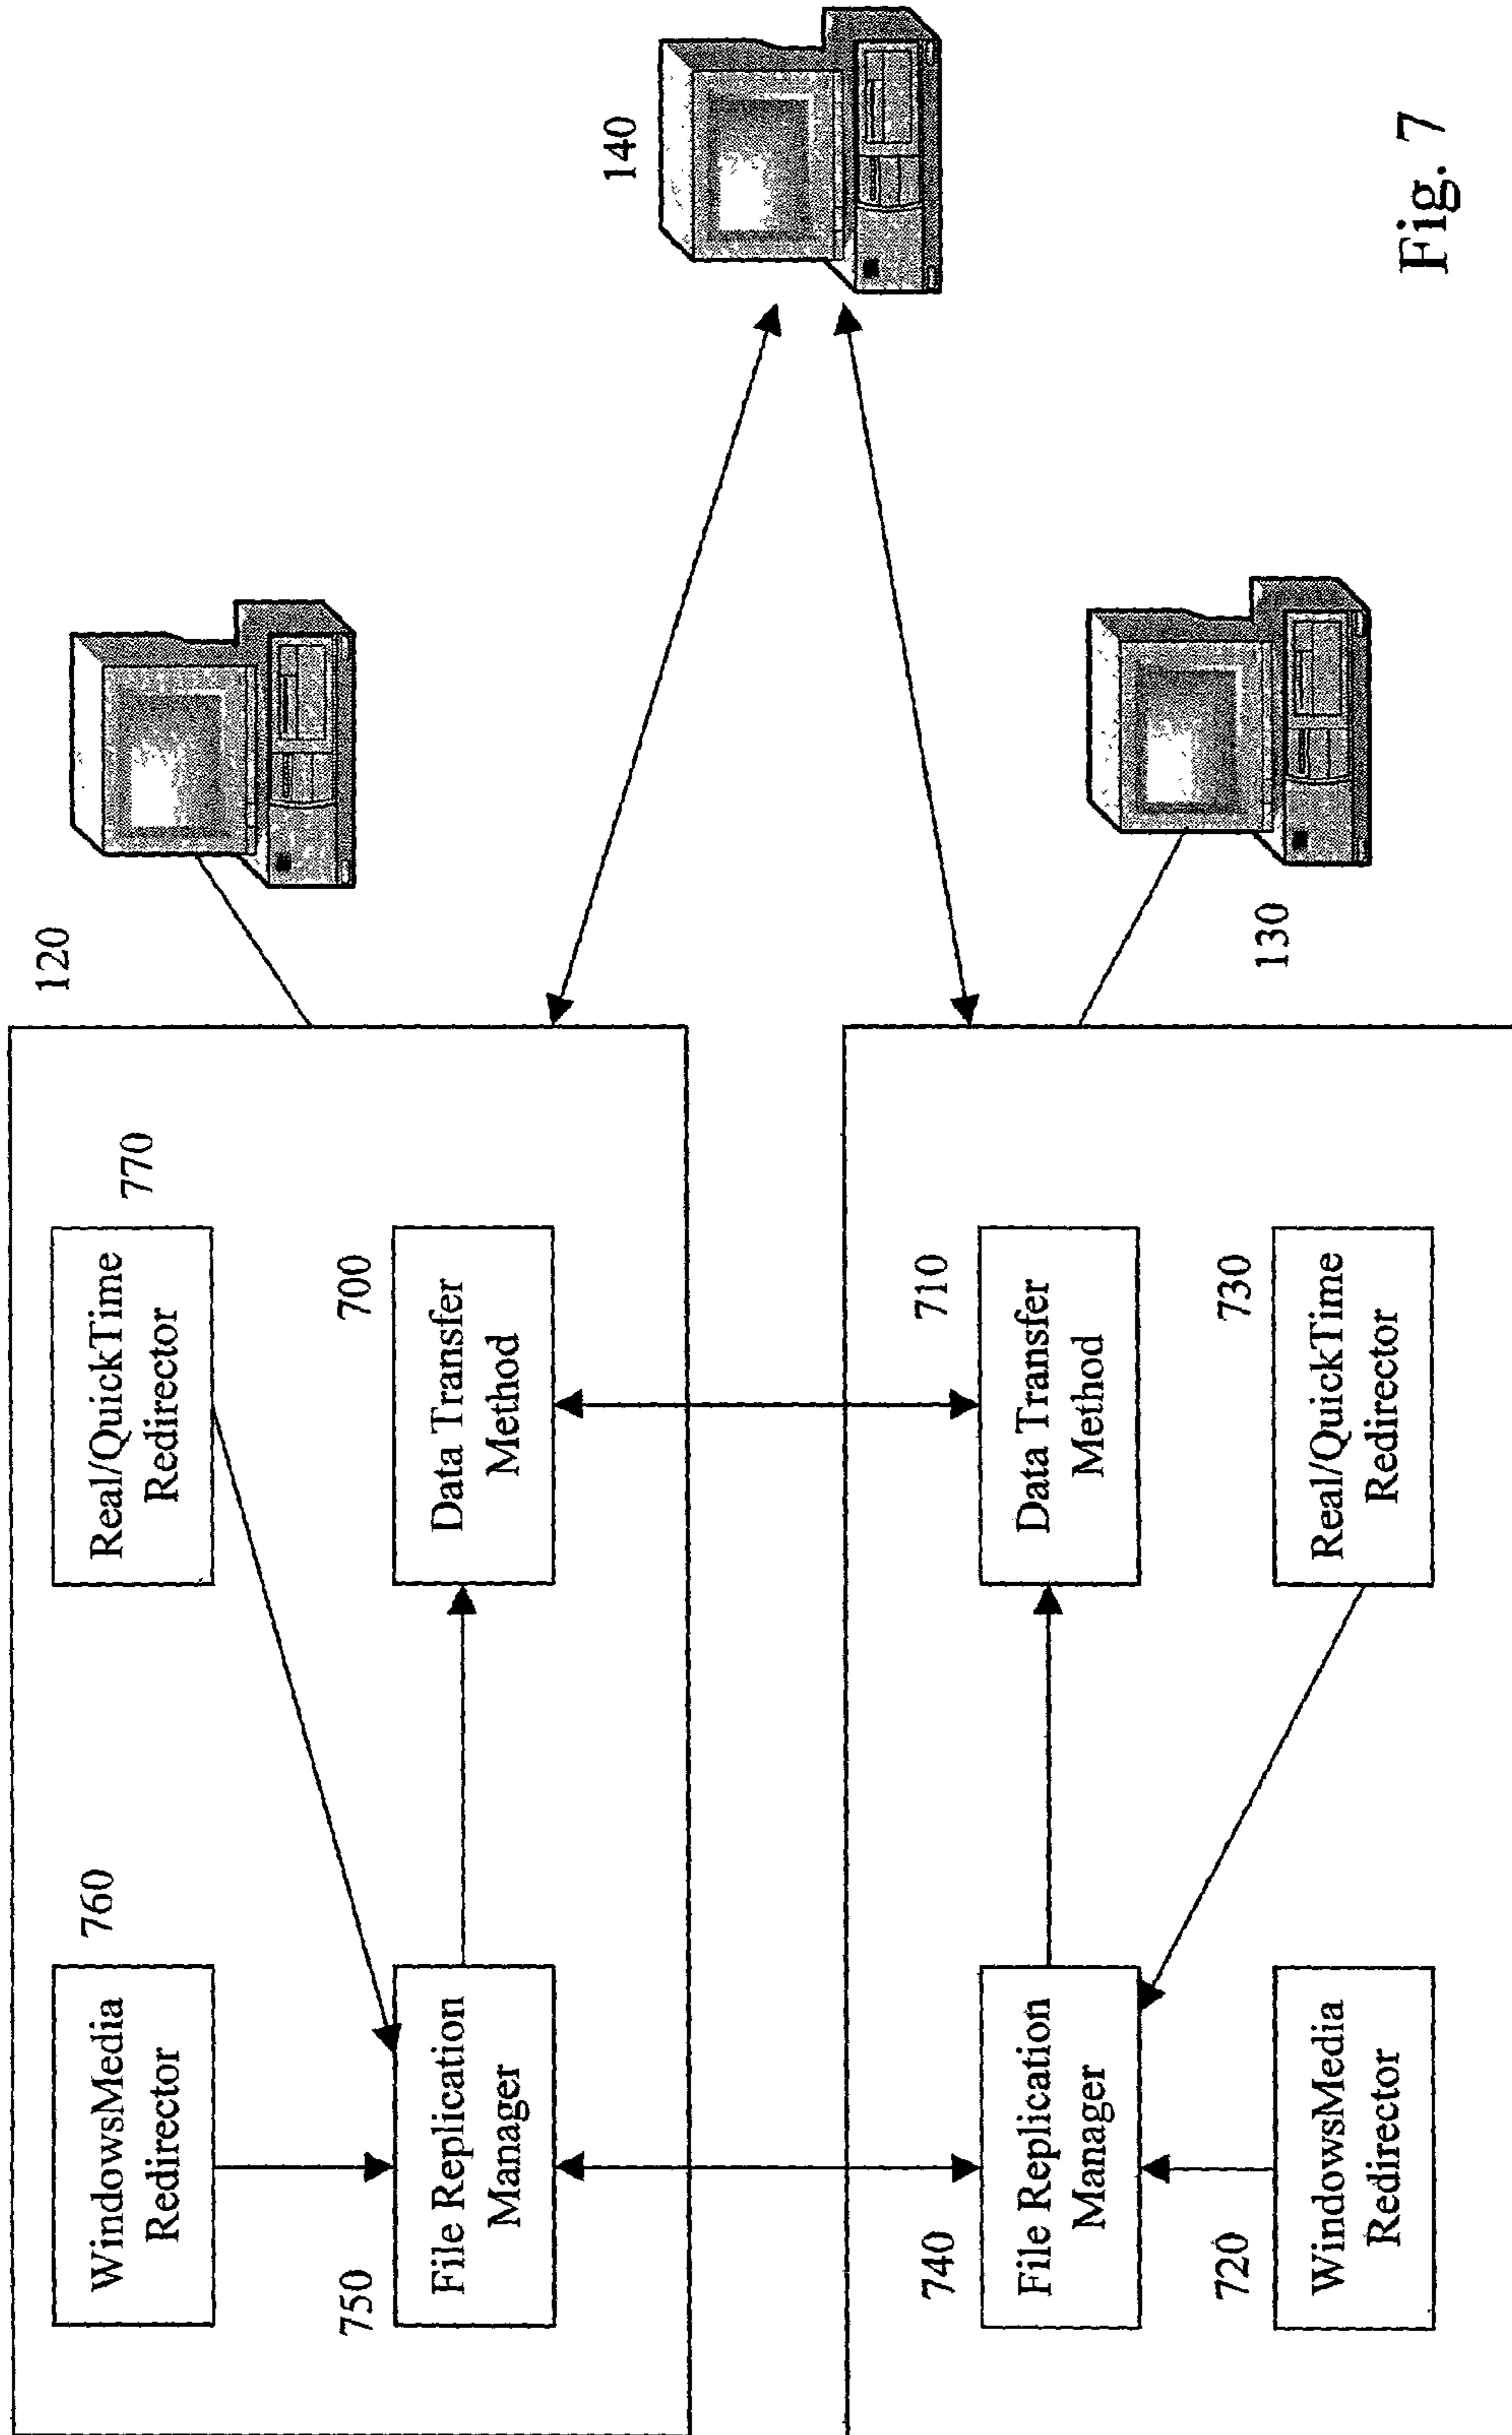 120
140
WindowsMedia
Redirector
760
Real/QuickTime
Redirector
770
750
File Replication
Manager
700
Data Transfer
Method
740
File Replication
Manager
710
Data Transfer
Method
720
WindowsMedia
Redirector
730
Real/QuickTime
Redirector
130
Fig. 7